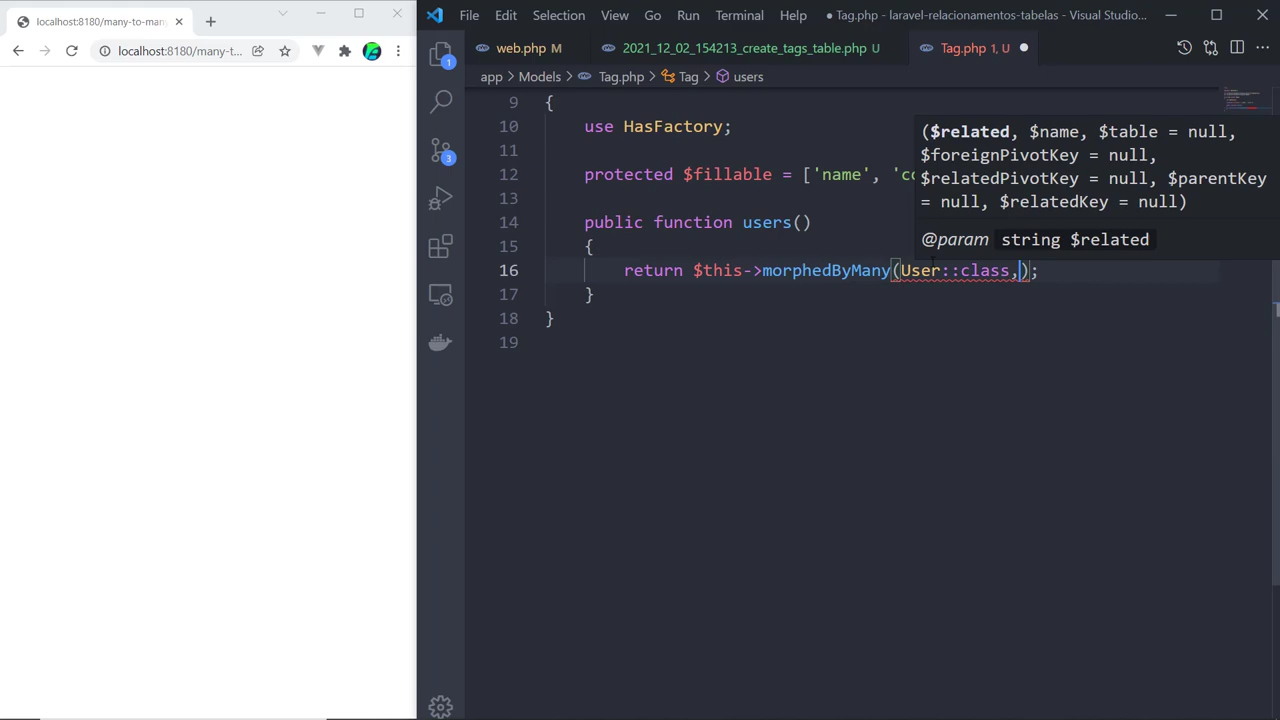 localhost:8180/many-to-man
localhost:8180/many-t...
File Edit Selection View Go Run Terminal Help
● Tag.php - laravel-relacionamentos-tabelas - Visual Studio...
web.php M
2021_12_02_154213_create_tags_table.php U
Tag.php 1, U
app > Models > Tag.php > Tag > users
9 {
10 use HasFactory;
11
12 protected $fillable = ['name', 'co
13
14 public function users()
15 {
16 return $this->morphedByMany(User::class,);
17 }
18 }
19
($related, $name, $table = null,
$foreignPivotKey = null,
$relatedPivotKey = null, $parentKey
= null, $relatedKey = null)
@param string $related
1
3